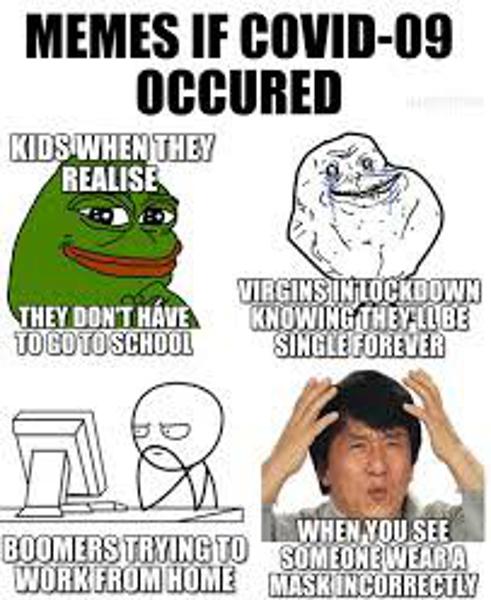 MEMES IF COVID-09
OCCURED
KIDS WHEN THEY
REALISE
THEY DON'T HAVE
TO GO TO SCHOOL
VIRGINS IN LOCKDOWN
KNOWING THEY'LL BE
SINGLE FOREVER
BOOMERS TRYING TO
WORK FROM HOME
WHEN YOU SEE
SOMEONE WEAR A
MASK INCORRECTLY